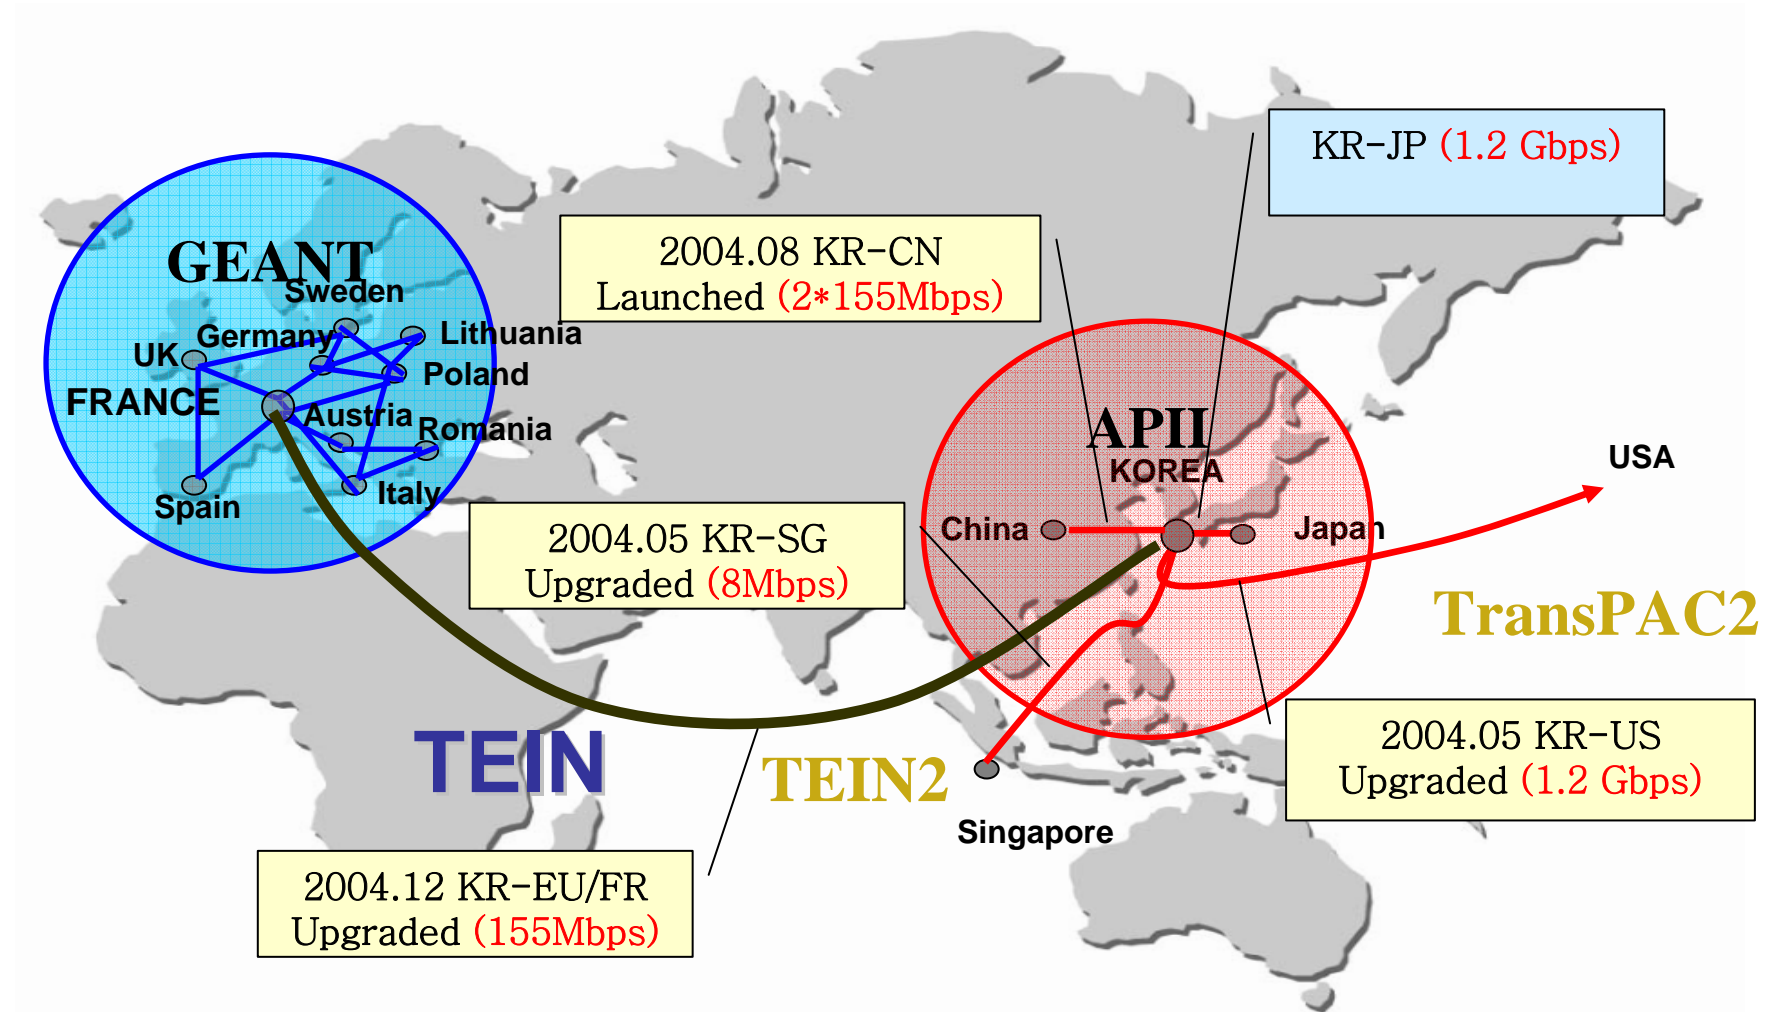 KR-JP (1.2 Gbps)
2004.08 KR-CN
Launched (2*155Mbps)
GEANT
Sweden
Germany
Lithuania
UK
Poland
FRANCE
Austria
Romania
Spain
Italy
APII
KOREA
USA
China
Japan
2004.05 KR-SG
Upgraded (8Mbps)
TransPAC2
TEIN
TEIN2
2004.05 KR-US
Upgraded (1.2 Gbps)
Singapore
2004.12 KR-EU/FR
Upgraded (155Mbps)